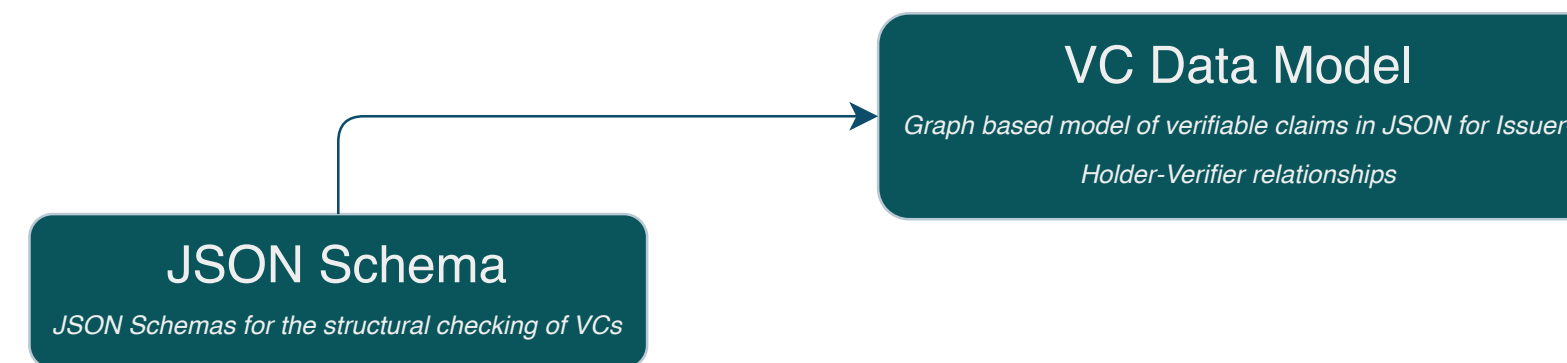 VC Data Model
Graph based model of verifiable claims in JSON for Issuer
Holder-Verifier relationships
JSON Schema
JSON Schemas for the structural checking of VCs